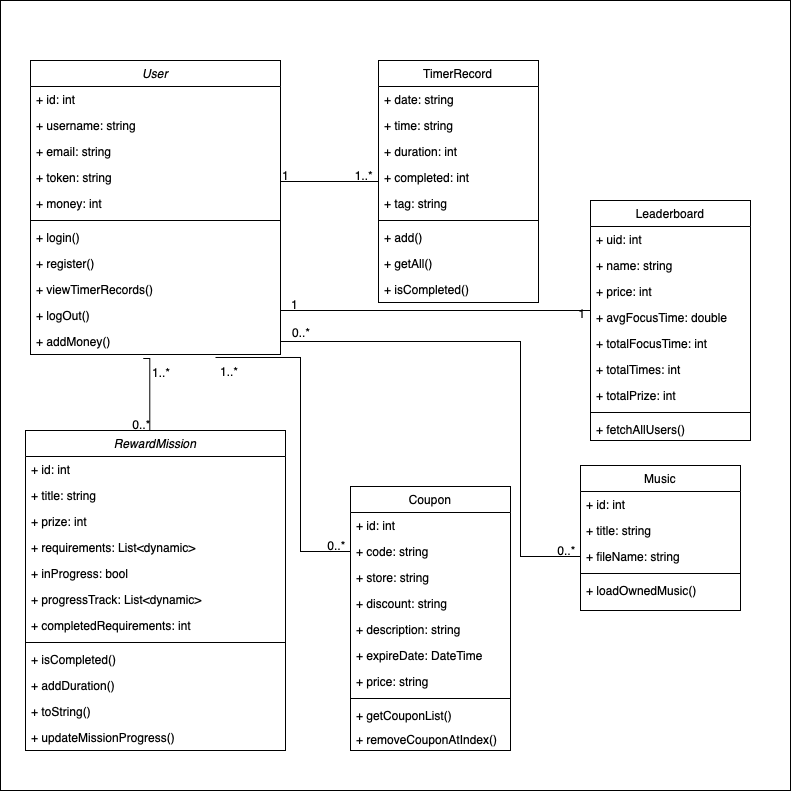 User
+ id: int
+ username: string
+ email: string
+ token: string
+ money: int
+ login()
+ register()
+ viewTimerRecords()
+ logOut()
+ addMoney()
1
1..*
TimerRecord
+ date: string
+ time: string
+ duration: int
+ completed: int
+ tag: string
+ add()
+ getAll()
+ isCompleted()
1
1
Leaderboard
+ uid: int
+ name: string
+ price: int
+ avgFocusTime: double
+ totalFocusTime: int
+ totalTimes: int
+ totalPrize: int
+ fetchAllUsers()
0..*
0..*
1..*
0..*
1..*
0..*
RewardMission
+ id: int
+ title: string
+ prize: int
+ requirements: List<dynamic>
+ inProgress: bool
+ progressTrack: List<dynamic>
+ completedRequirements: int
+ isCompleted()
+ addDuration()
+ toString()
+ updateMissionProgress()
Coupon
+ id: int
+ code: string
+ store: string
+ discount: string
+ description: string
+ expireDate: DateTime
+ price: string
+ getCouponList()
+ removeCouponAtIndex()
Music
+ id: int
+ title: string
+ fileName: string
+ loadOwnedMusic()